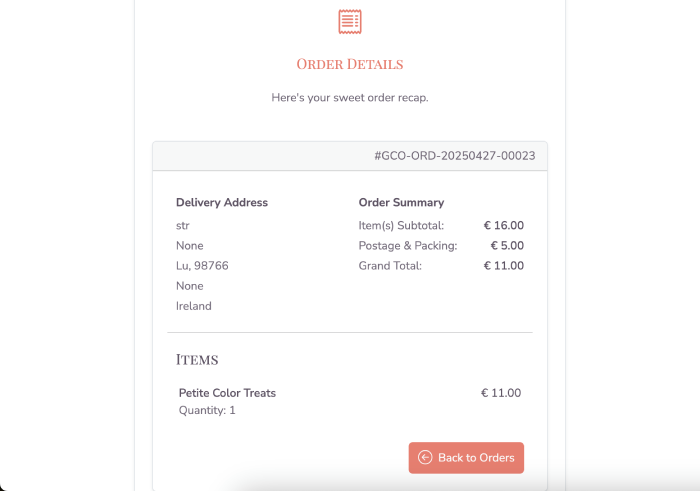 Order Details
Here's your sweet order recap.
#GCO-ORD-20250427-00023
Delivery Address
str
None
Lu, 98766
None
Ireland
Order Summary
Item(s) Subtotal: € 16.00
Postage & Packing: € 5.00
Grand Total: € 11.00
Items
Petite Color Treats € 11.00
Quantity: 1
Back to Orders